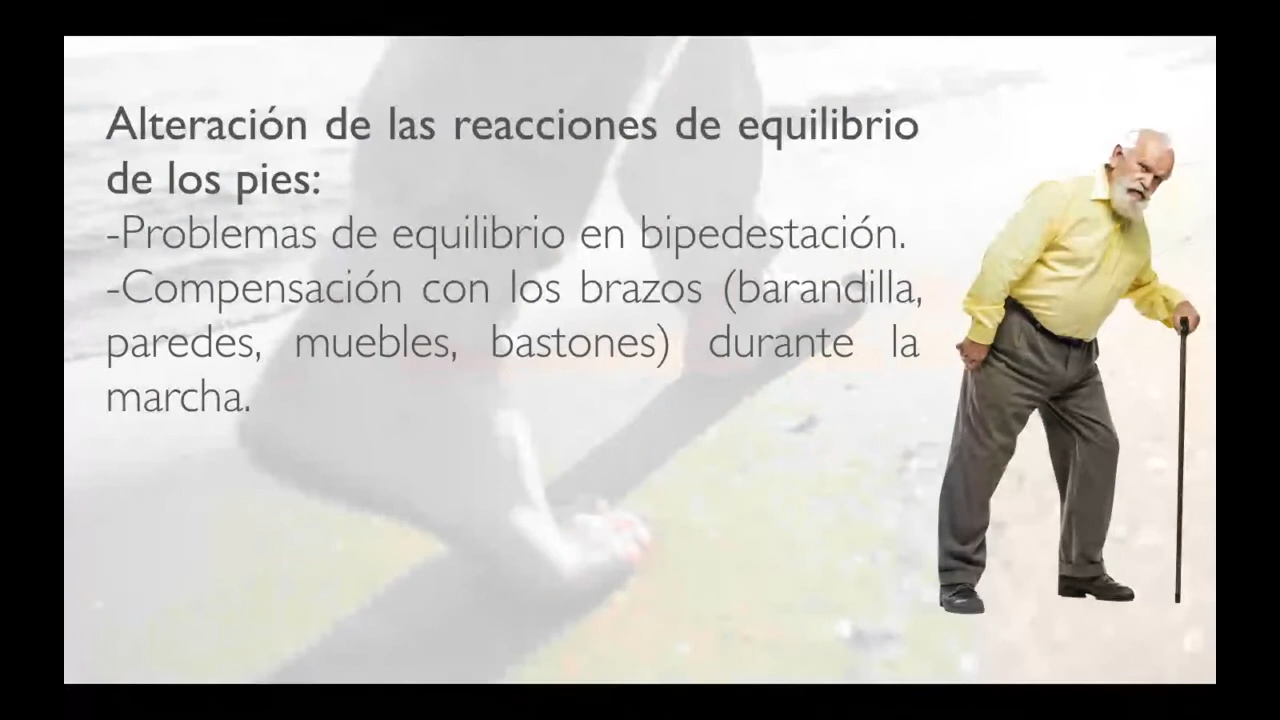 Alteración de las reacciones de equilibrio
de los pies:
-Problemas de equilibrio en bipedestación.
-Compensación con los brazos (barandilla,
paredes, muebles, bastones) durante la
marcha.